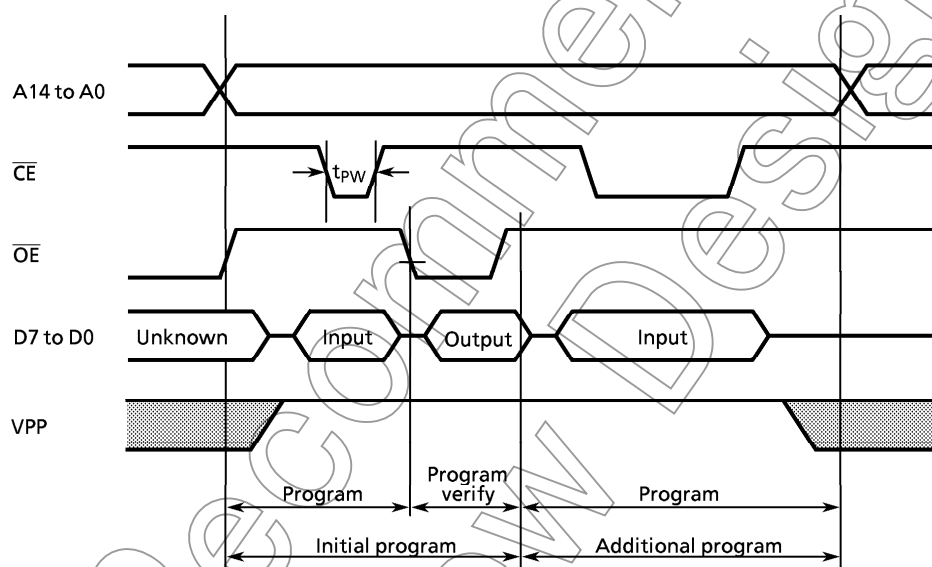 A14 to A0
CE
tPW
OE
D7 to D0
Unknown
Input
Output
Input
VPP
Program
Program
verify
Program
Initial program
Additional program